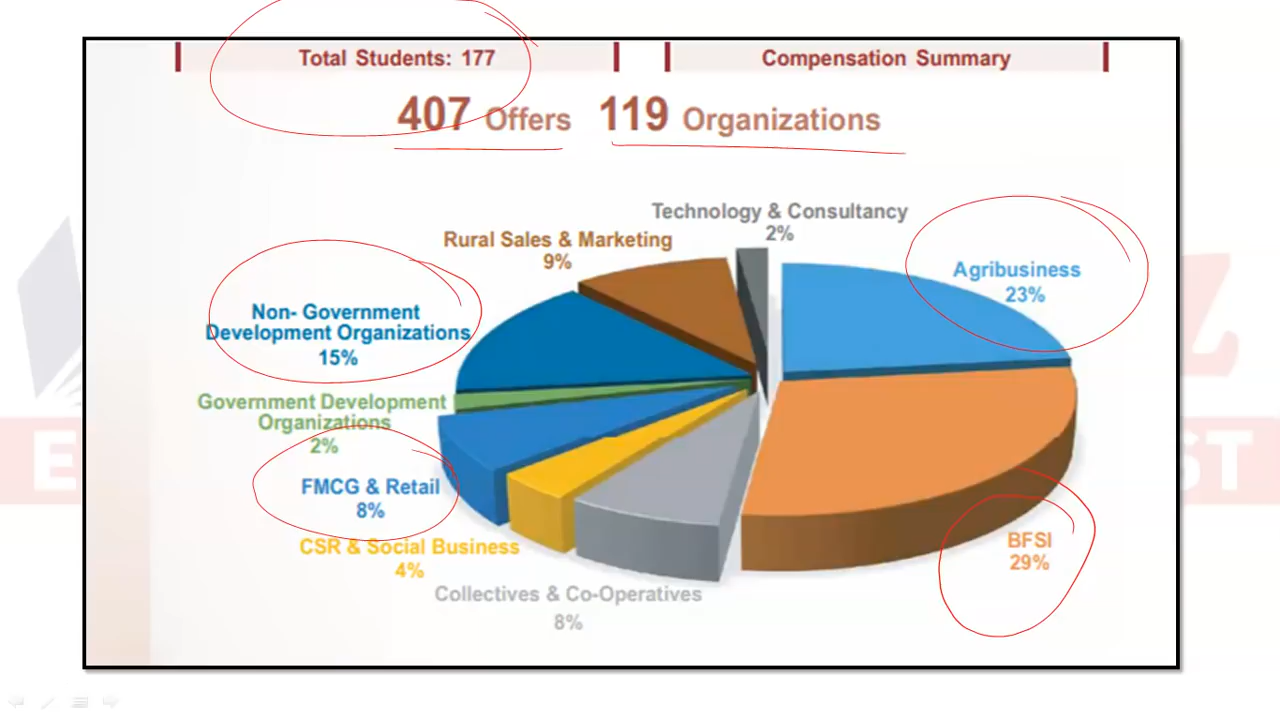 Total Students: 177
Compensation Summary
407 Offers 119 Organizations
Technology & Consultancy
2%
Rural Sales & Marketing
9%
Agribusiness
23%
Non- Government
Development Organizations
15%
Government Development
Organizations
2%
FMCG & Retail
8%
BFSI
29%
CSR & Social Business
4%
Collectives & Co-Operatives
8%